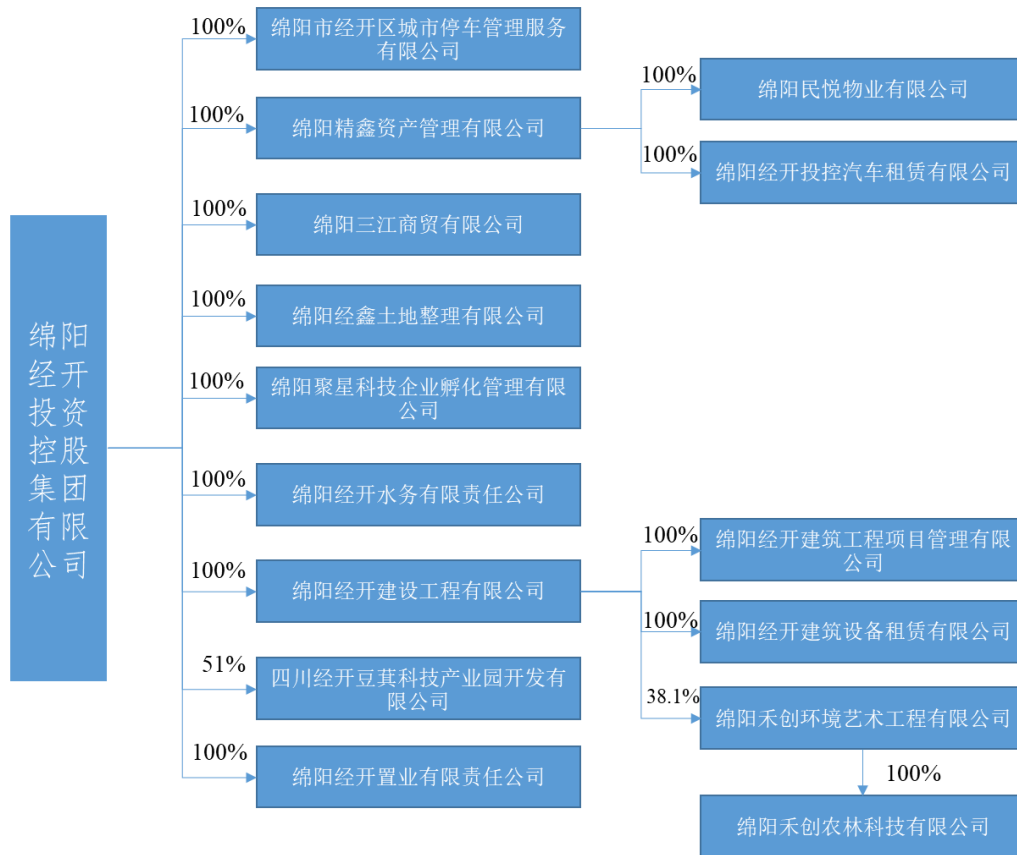 绵阳
经开
投资
控股
集团
有限
公司
100%
绵阳市经开区城市停车管理服务
有限公司
100%
绵阳精鑫资产管理有限公司
100%
绵阳民悦物业有限公司
100%
绵阳经开投控汽车租赁有限公司
100%
绵阳三江商贸有限公司
100%
绵阳经鑫土地整理有限公司
100%
绵阳聚星科技企业孵化管理有限
公司
100%
绵阳经开水务有限责任公司
100%
绵阳经开建设工程有限公司
100%
绵阳经开建筑工程项目管理有限
公司
100%
绵阳经开建筑设备租赁有限公司
38.1%
绵阳禾创环境艺术工程有限公司
100%
绵阳禾创农林科技有限公司
51%
四川经开豆萁科技产业园开发有
限公司
100%
绵阳经开置业有限责任公司